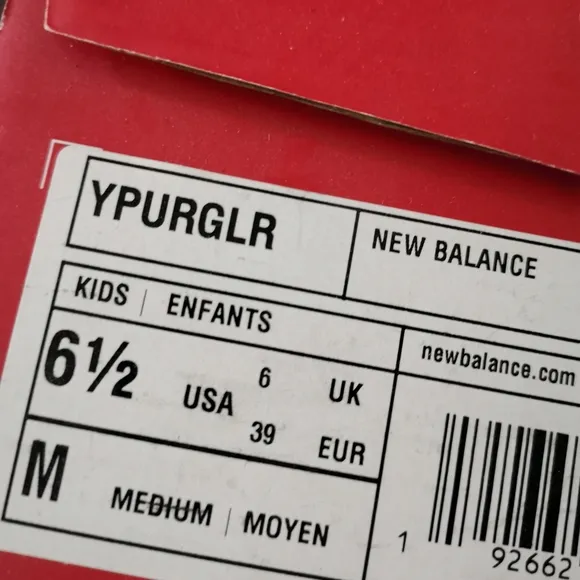 YPURGLR
NEW BALANCE
KIDS | ENFANTS
newbalance.com
6½ USA 6 UK
39 EUR
M MEDIUM | MOYEN
1 92662